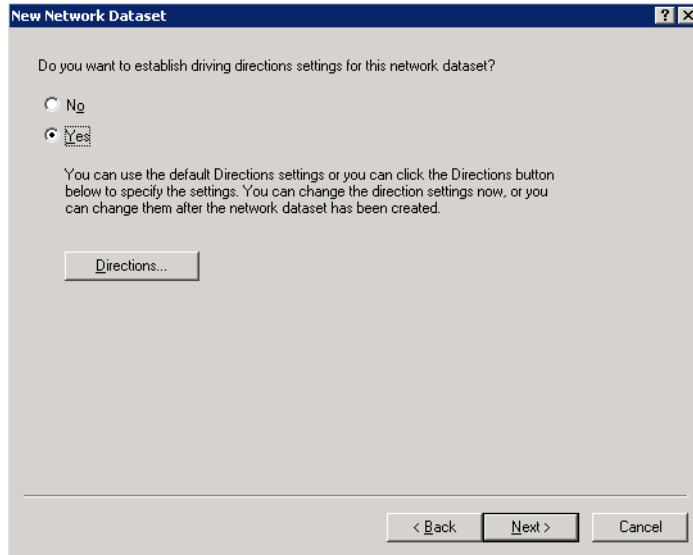 New Network Dataset
Do you want to establish driving directions settings for this network dataset?
No
Yes
You can use the default Directions settings or you can click the Directions button
below to specify the settings. You can change the direction settings now, or you
can change them after the network dataset has been created.
Directions...
< Back
Next >
Cancel